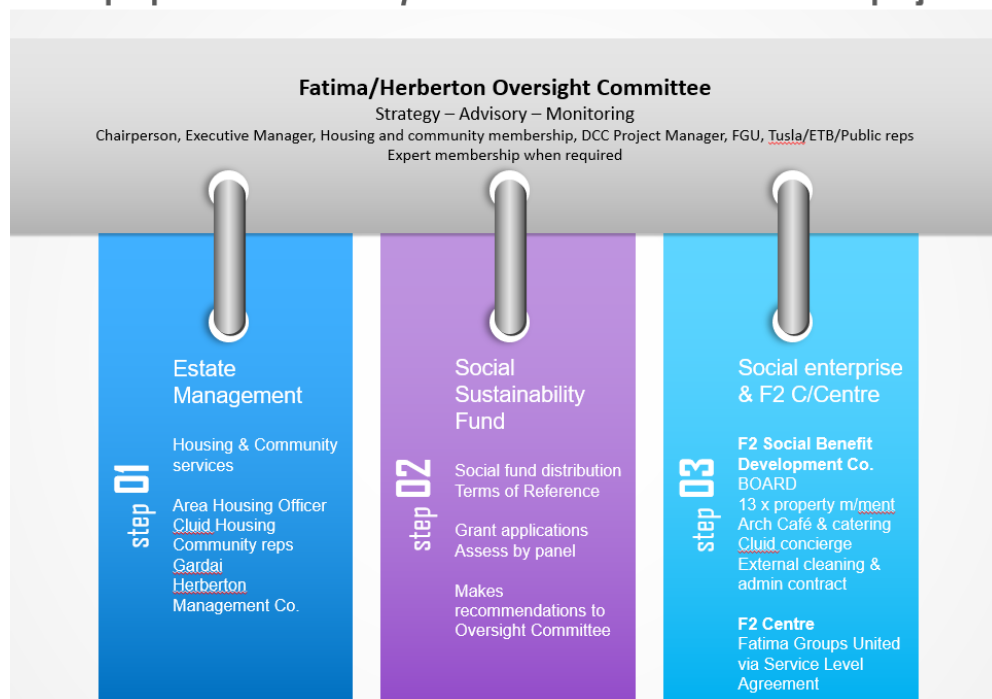 Fatima/Herberton Oversight Committee
Strategy – Advisory – Monitoring
Chairperson, Executive Manager, Housing and community membership, DCC Project Manager, FGU, Tusla/ETB/Public reps
Expert membership when required
step 01
Estate
Management
Housing & Community
services
Area Housing Officer
Cluid Housing
Community reps
Gardai
Herberton
Management Co.
step 02
Social
Sustainability
Fund
Social fund distribution
Terms of Reference
Grant applications
Assess by panel
Makes
recommendations to
Oversight Committee
step 03
Social enterprise
& F2 C/Centre
F2 Social Benefit
Development Co.
BOARD
13 x property m/ment
Arch Café & catering
Cluid concierge
External cleaning &
admin contract
F2 Centre
Fatima Groups United
via Service Level
Agreement